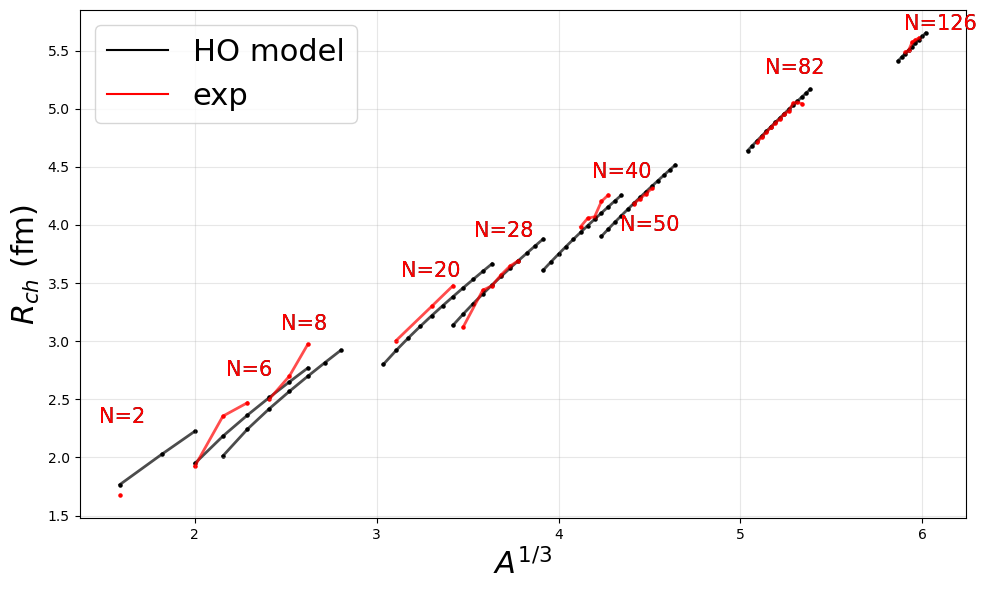 HO model
exp
N=126
N=82
N=40
N=50
N=28
N=20
N=8
N=6
N=2
5.5
5.0
4.5
4.0
3.5
3.0
2.5
2.0
1.5
2
3
4
5
6
R_{ch} (fm)
A^{1/3}